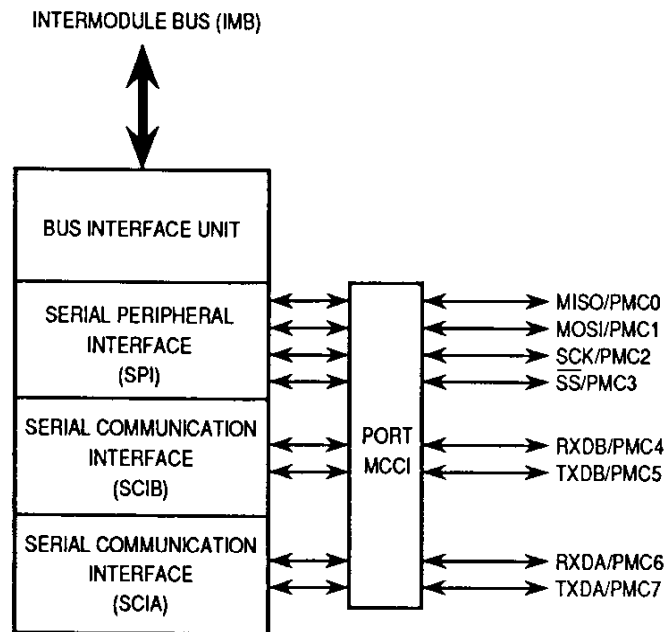 INTERMODULE BUS (IMB)
BUS INTERFACE UNIT
SERIAL PERIPHERAL
INTERFACE
(SPI)
SERIAL COMMUNICATION
INTERFACE
(SCIB)
SERIAL COMMUNICATION
INTERFACE
(SCIA)
PORT
MCCI
MISO/PMC0
MOSI/PMC1
SCK/PMC2
S̅S̅/PMC3
RXDB/PMC4
TXDB/PMC5
RXDA/PMC6
TXDA/PMC7